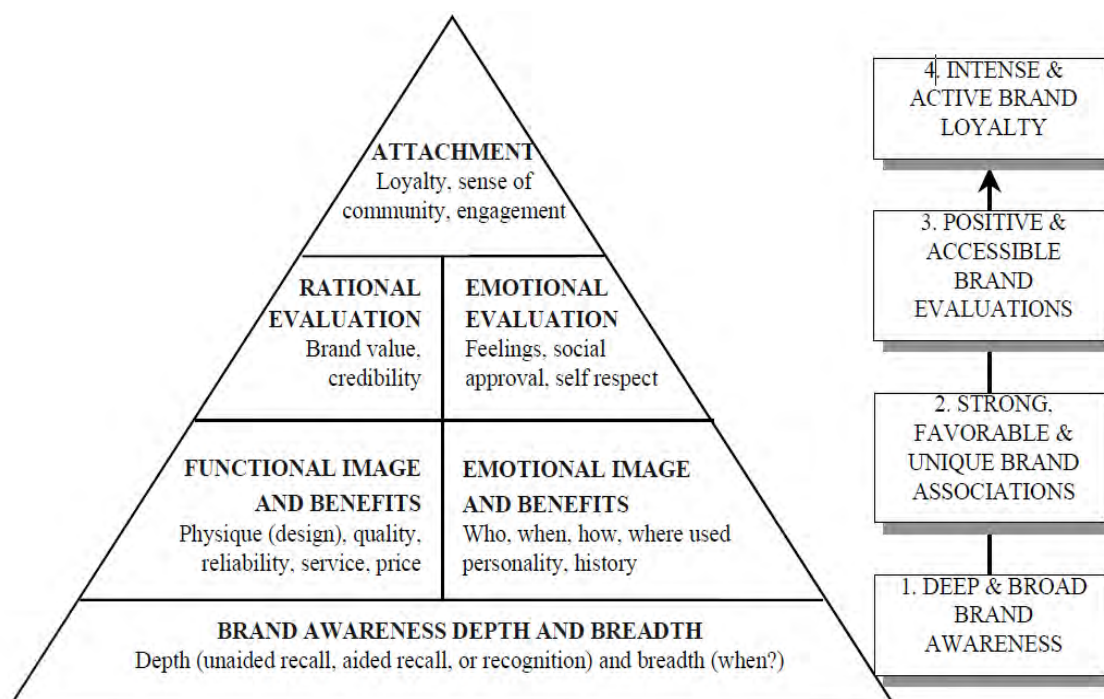 ATTACHMENT
Loyalty, sense of
community, engagement
RATIONAL
EVALUATION
Brand value,
credibility
EMOTIONAL
EVALUATION
Feelings, social
approval, self respect
FUNCTIONAL IMAGE
AND BENEFITS
Physique (design), quality,
reliability, service, price
EMOTIONAL IMAGE
AND BENEFITS
Who, when, how, where used
personality, history
BRAND AWARENESS DEPTH AND BREADTH
Depth (unaided recall, aided recall, or recognition) and breadth (when?)
4. INTENSE &
ACTIVE BRAND
LOYALTY
3. POSITIVE &
ACCESSIBLE
BRAND
EVALUATIONS
2. STRONG,
FAVORABLE &
UNIQUE BRAND
ASSOCIATIONS
1. DEEP & BROAD
BRAND
AWARENESS